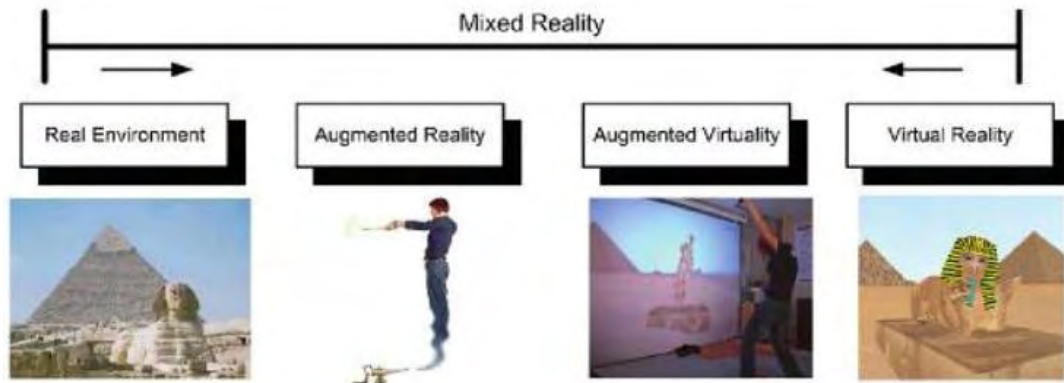 Mixed Reality
Real Environment
Augmented Reality
Augmented Virtuality
Virtual Reality